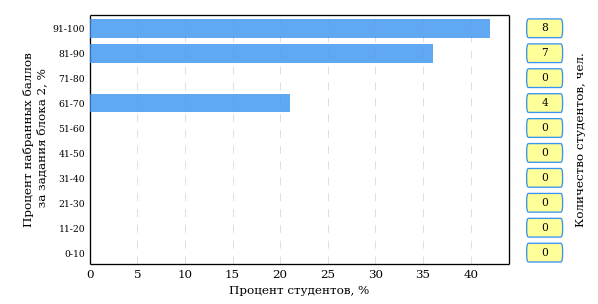 Процент набранных баллов
за задания блока 2, %
91-100 8
81-90 7
71-80 0
61-70 4
51-60 0
41-50 0
31-40 0
21-30 0
11-20 0
0-10 0
Количество студентов, чел.
0 5 10 15 20 25 30 35 40
Процент студентов, %